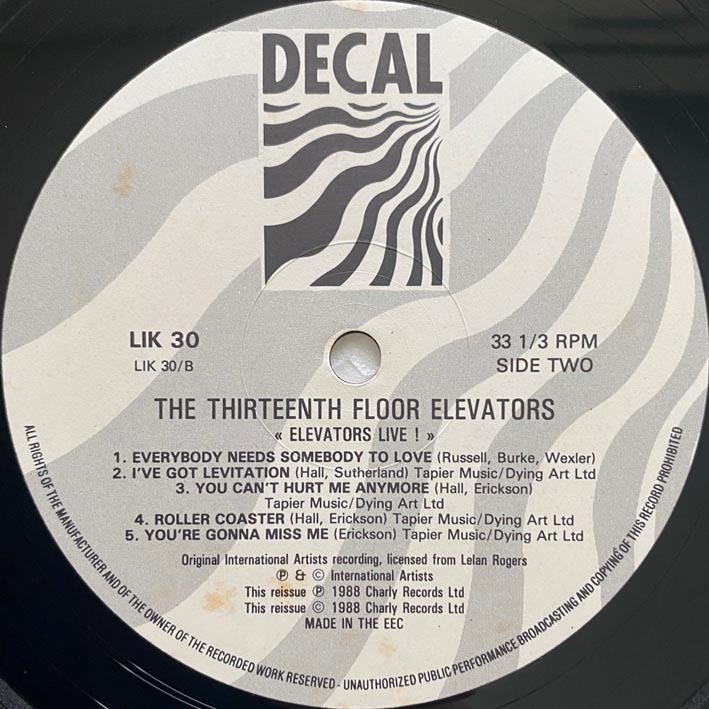 DECAL
LIK 30
LIK 30/B
33 1/3 RPM
SIDE TWO
THE THIRTEENTH FLOOR ELEVATORS
« ELEVATORS LIVE ! »
1. EVERYBODY NEEDS SOMEBODY TO LOVE (Russell, Burke, Wexler)
2. I'VE GOT LEVITATION (Hall, Sutherland) Tapier Music/Dying Art Ltd
3. YOU CAN'T HURT ME ANYMORE (Hall, Erickson)
Tapier Music/Dying Art Ltd
4. ROLLER COASTER (Hall, Erickson) Tapier Music/Dying Art Ltd
5. YOU'RE GONNA MISS ME (Erickson) Tapier Music/Dying Art Ltd
Original International Artists recording, licensed from Lelan Rogers
℗ & © International Artists
This reissue ℗ 1988 Charly Records Ltd
This reissue © 1988 Charly Records Ltd
MADE IN THE EEC
ALL RIGHTS OF THE MANUFACTURER AND OF THE OWNER OF THE RECORDED WORK RESERVED - UNAUTHORIZED PUBLIC PERFORMANCE BROADCASTING AND COPYING OF THIS RECORD PROHIBITED